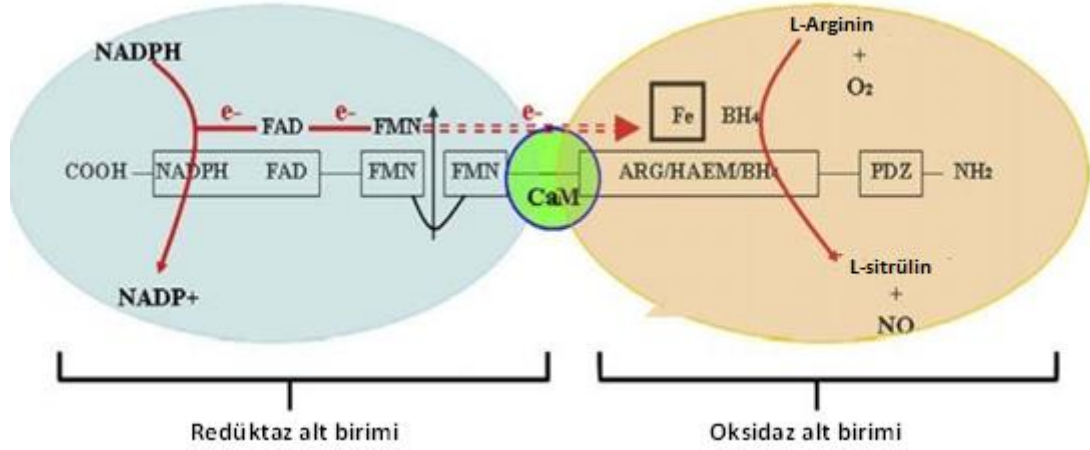 NADPH
L-Arginin
+
O₂
e- FAD e- FMN e- Fe BH₄
COOH NADPH FAD FMN FMN CaM ARG/HAEM/BH₄ PDZ NH₂
NADP+
L-sitrülin
+
NO
Redüktaz alt birimi
Oksidaz alt birimi